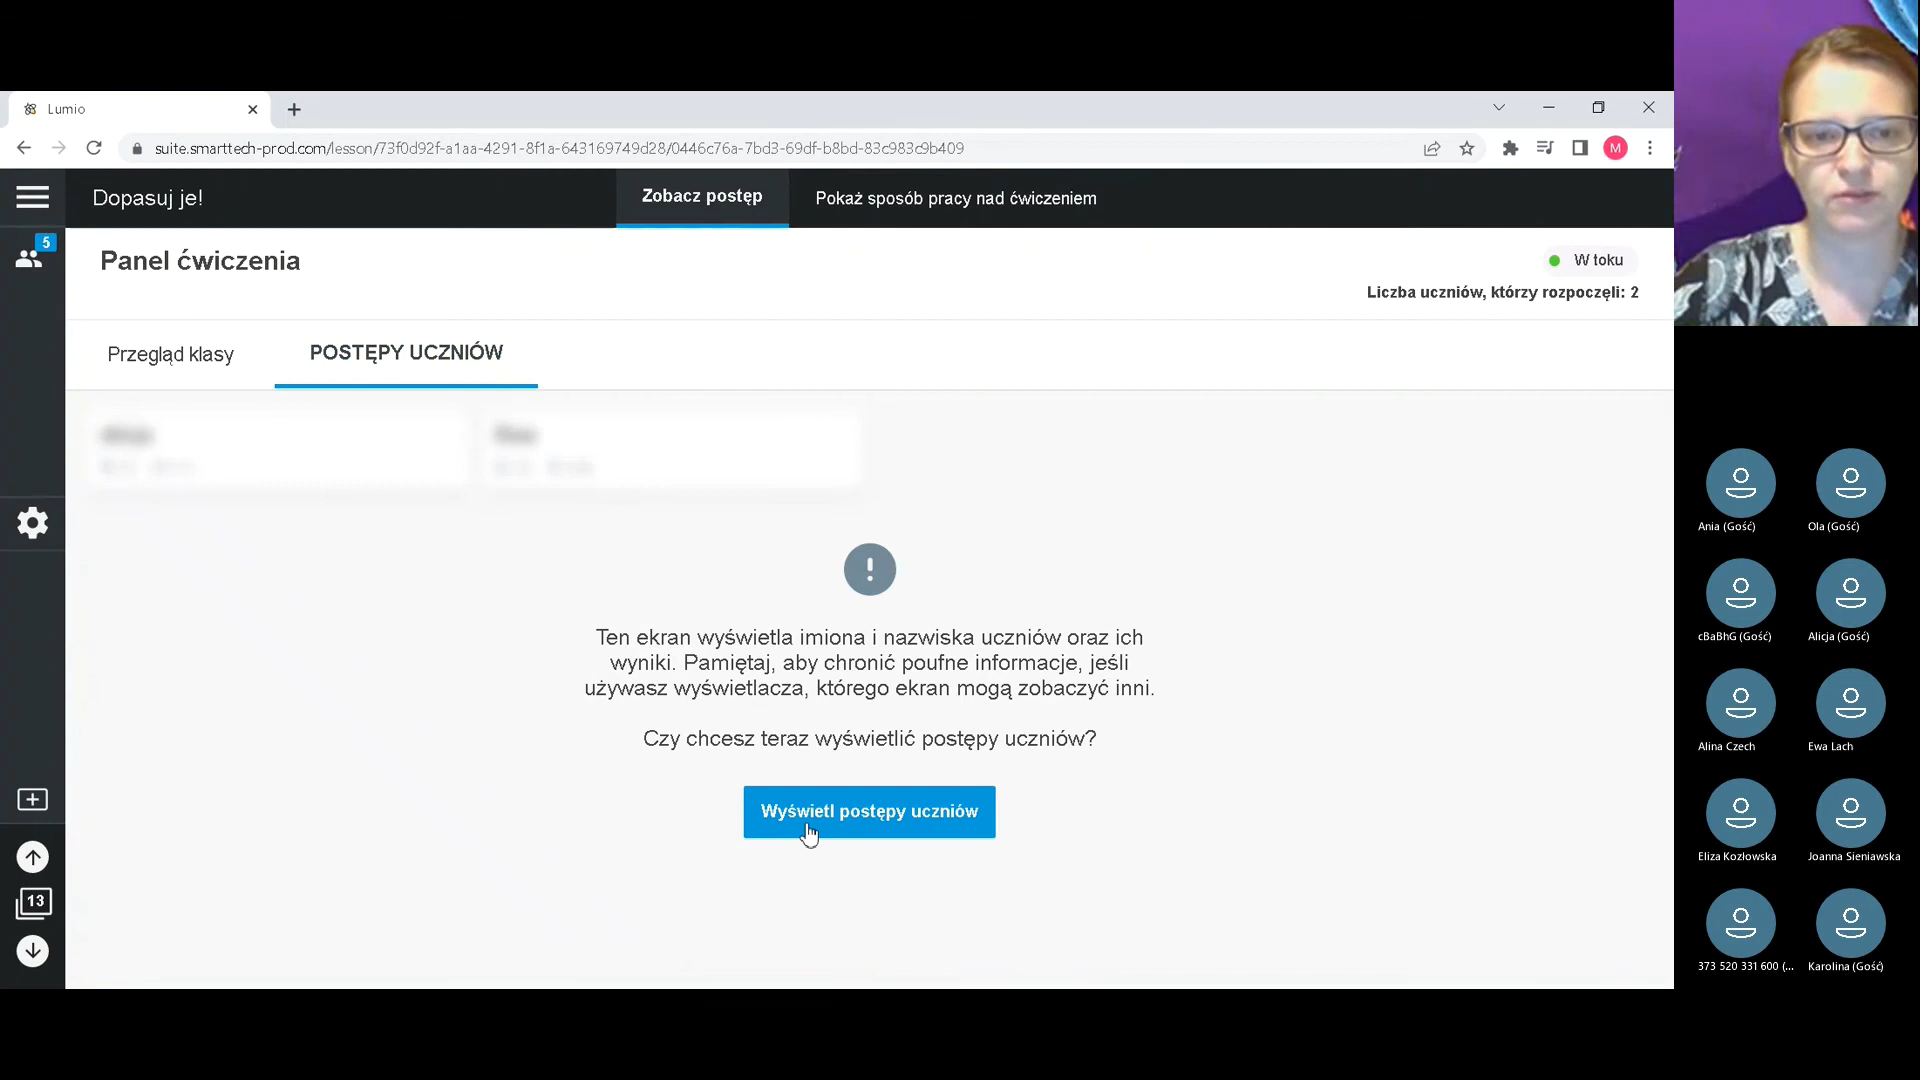 Lumio
suite.smarttech-prod.com/lesson/73f0d92f-a1aa-4291-8f1a-643169749d28/0446c76a-7bd3-69df-b8bd-83c983c9b409
M
Dopasuj je!
Zobacz postęp
Pokaż sposób pracy nad ćwiczeniem
5
Panel ćwiczenia
W toku
Liczba uczniów, którzy rozpoczęli: 2
Przegląd klasy
POSTĘPY UCZNIÓW
Ten ekran wyświetla imiona i nazwiska uczniów oraz ich
wyniki. Pamiętaj, aby chronić poufne informacje, jeśli
używasz wyświetlacza, którego ekran mogą zobaczyć inni.
Czy chcesz teraz wyświetlić postępy uczniów?
Wyświetl postępy uczniów
13
Ania (Gość)
Ola (Gość)
cBaBhG (Gość)
Alicja (Gość)
Alina Czech
Ewa Lach
Eliza Kozłowska
Joanna Sieniawska
373 520 331 600 (...
Karolina (Gość)